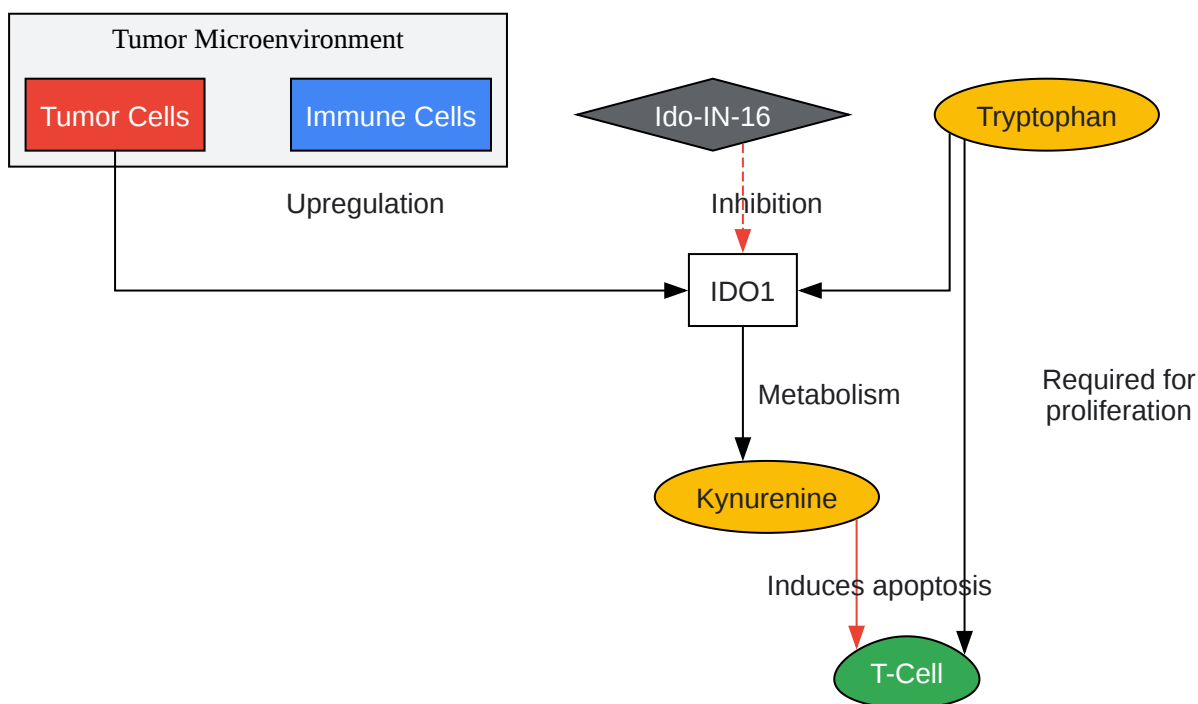 Tumor Microenvironment
Tumor Cells
Immune Cells
Ido-IN-16
Tryptophan
Upregulation
Inhibition
IDO1
Required for
proliferation
Metabolism
Kynurenine
Induces apoptosis
T-Cell